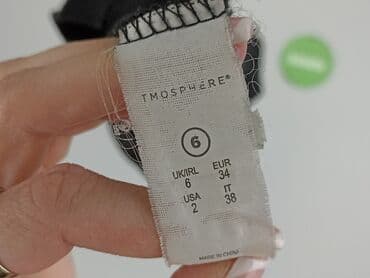 TMOSPHERE®
6
UK/IRL EUR
6 34
USA IT
2 38
MADE IN CHINA